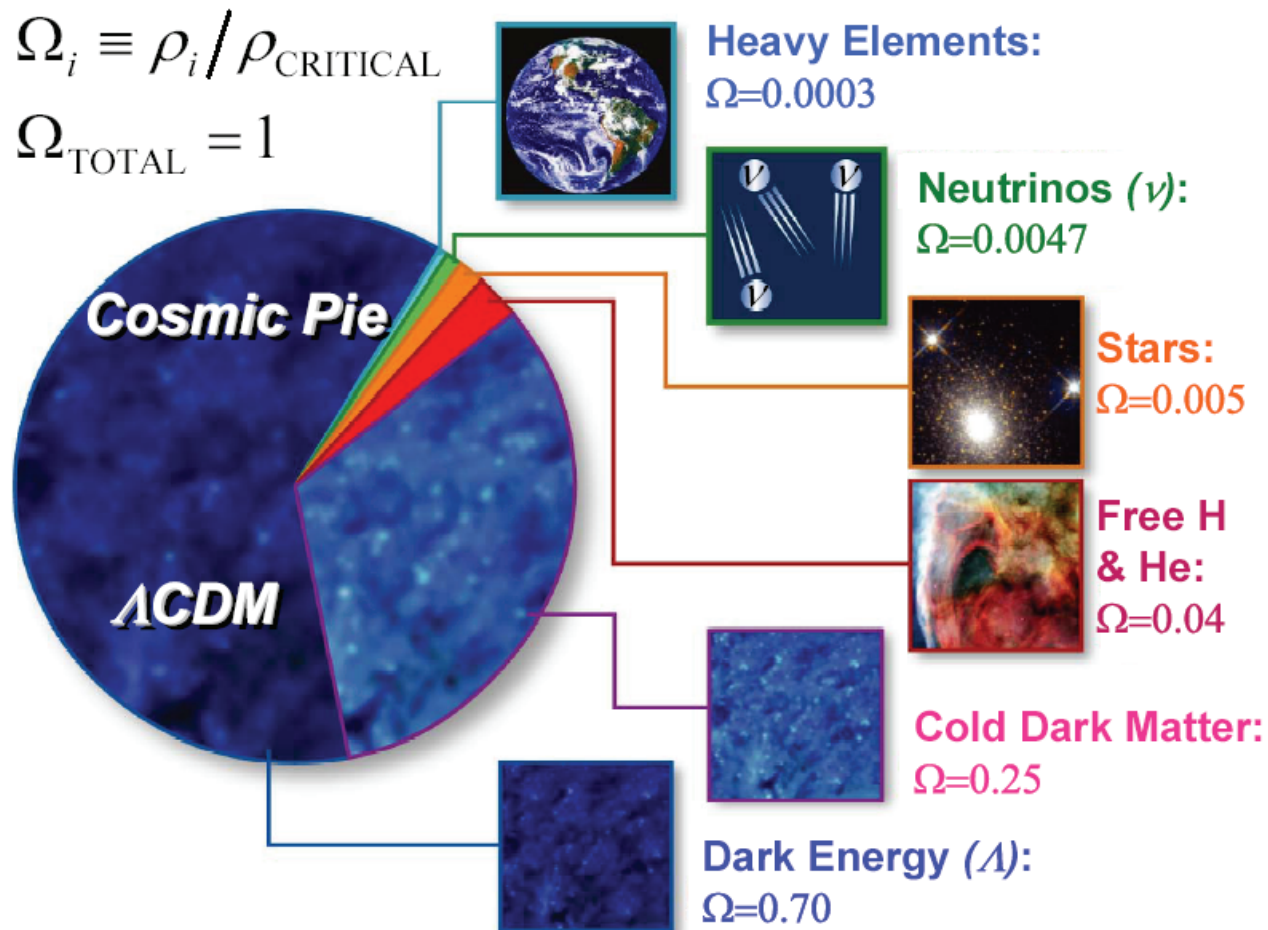 Ωᵢ ≡ ρᵢ/ρCRITICAL
ΩTOTAL = 1
Heavy Elements:
Ω=0.0003
ν ν
ν
Neutrinos (ν):
Ω=0.0047
Cosmic Pie
Stars:
Ω=0.005
Free H
& He:
Ω=0.04
ΛCDM
Cold Dark Matter:
Ω=0.25
Dark Energy (Λ):
Ω=0.70